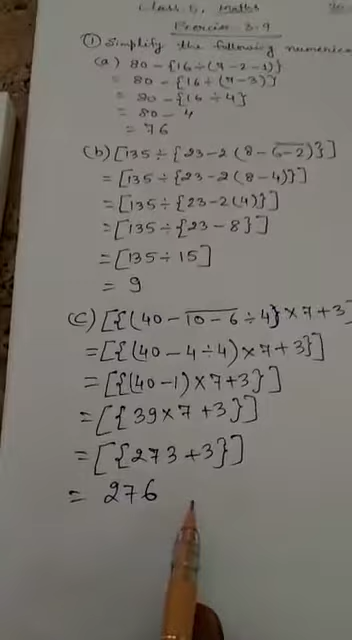 Class 5, Maths
Exercise 3.9
① Simplify the following numerical
(a) 80 - {16÷(7-2-1)}
= 80 - {16÷(7-3)}
= 80 - {16÷4}
= 80 - 4
= 76
(b) [135 ÷ {23-2(8-6-2)}]
= [135 ÷ {23-2(8-4)}]
= [135 ÷ {23-2(4)}]
= [135 ÷ {23-8}]
= [135÷15]
= 9
(c) [{(40-10-6÷4}×7+3]
= [{(40-4÷4)×7+3}]
= [{(40-1)×7+3}]
= [{39×7+3}]
= [{273+3}]
= 276